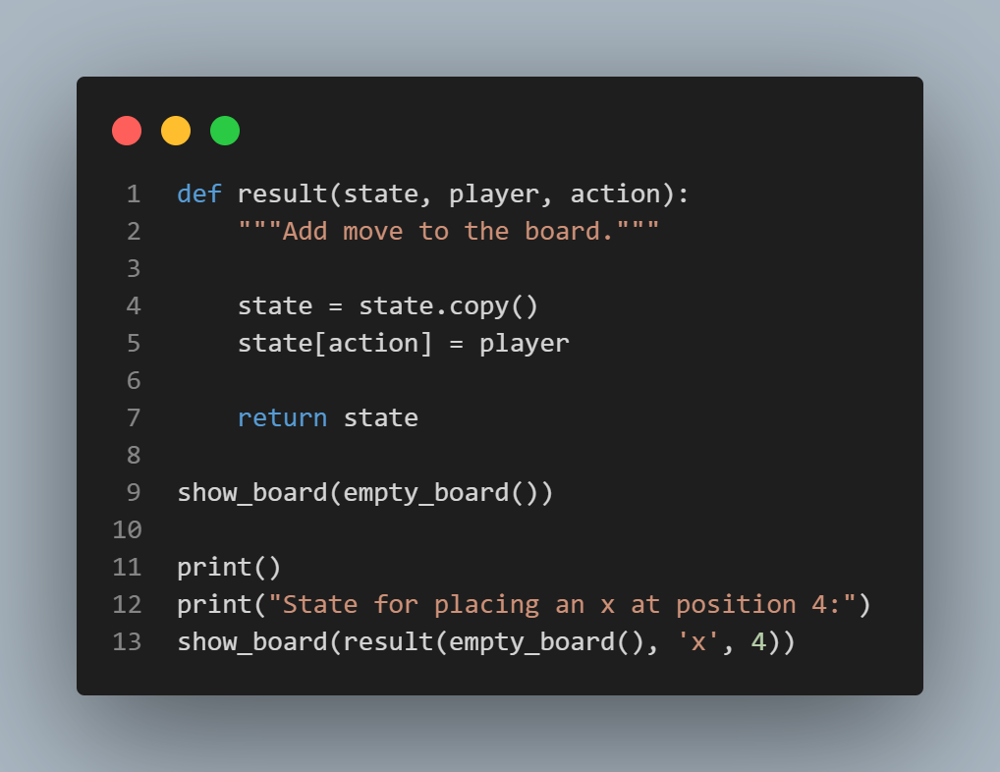 1 def result(state, player, action):
2     """Add move to the board."""
3
4     state = state.copy()
5     state[action] = player
6
7     return state
8
9 show_board(empty_board())
10
11 print()
12 print("State for placing an x at position 4:")
13 show_board(result(empty_board(), 'x', 4))